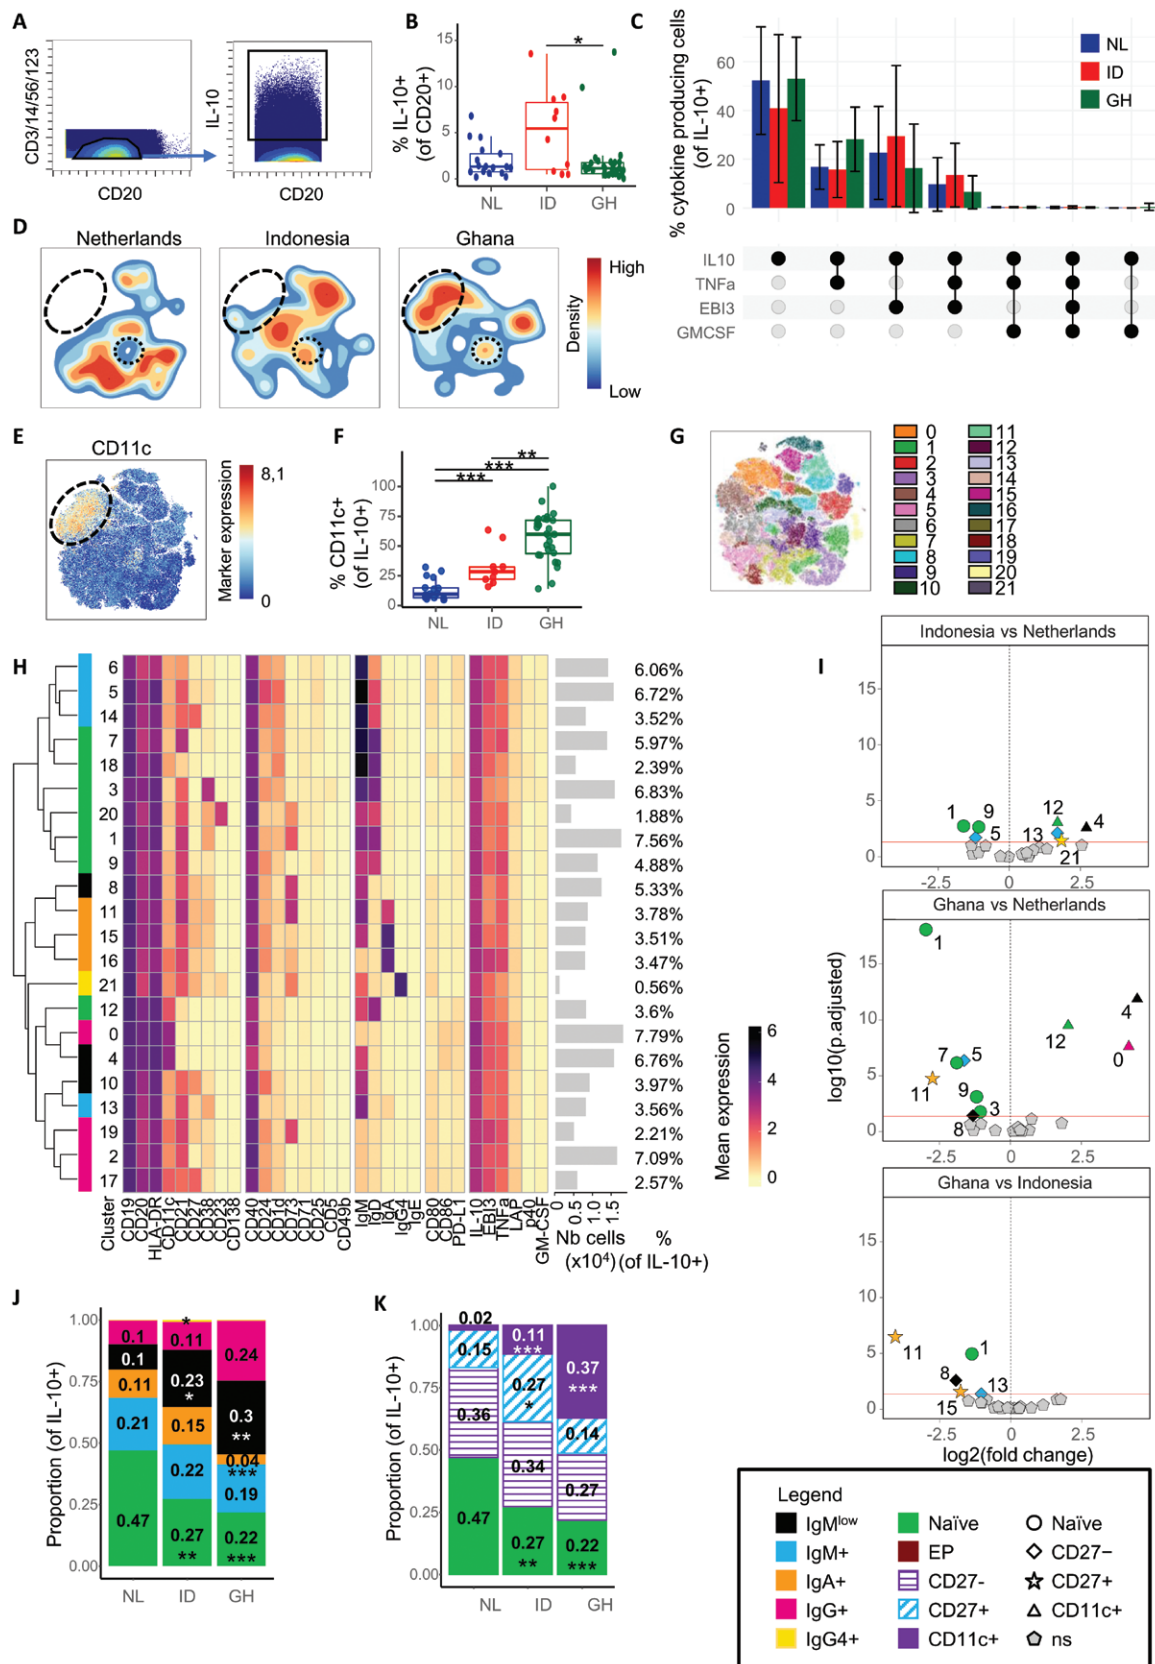 A
CD3/14/56/123
CD20
IL-10
CD20
B
% IL-10+
(of CD20+)
15
10
5
0
*
NL
ID
GH
C
% cytokine producing cells
(of IL-10+)
60
40
20
0
NL
ID
GH
IL10
TNFa
EBI3
GMCSF
D
Netherlands
Indonesia
Ghana
Density
High
Low
E
CD11c
Marker expression
8,1
0
F
% CD11c+
(of IL-10+)
100
75
50
25
0
**
***
***
NL
ID
GH
G
0
1
2
3
4
5
6
7
8
9
10
11
12
13
14
15
16
17
18
19
20
21
H
6 6.06%
5 6.72%
14 3.52%
7 5.97%
18 2.39%
3 6.83%
20 1.88%
1 7.56%
9 4.88%
8 5.33%
11 3.78%
15 3.51%
16 3.47%
21 0.56%
12 3.6%
0 7.79%
4 6.76%
10 3.97%
13 3.56%
19 2.21%
2 7.09%
17 2.57%
Cluster
CD19
CD20
HLA-DR
CD11c
CD21
CD27
CD38
CD23
CD138
CD40
CD24
CD1d
CD73
CD71
CD25
CD5
CD49b
IgM
IgD
IgA
IgG4
IgE
CD80
CD86
PD-L1
IL-10
EBI3
TNFa
LAP
p40
GM-CSF
0
0.5
1.0
1.5
Nb cells
(x10⁴)
%
(of IL-10+)
Mean expression
6
4
2
0
I
log10(p.adjusted)
Indonesia vs Netherlands
15
10
5
0
1
9
5
13
12
4
21
-2.5
0
2.5
Ghana vs Netherlands
15
10
5
0
1
4
12
0
7
5
11
9
3
8
-2.5
0
2.5
Ghana vs Indonesia
15
10
5
0
11
1
8
15
13
-2.5
0
2.5
log2(fold change)
J
Proportion (of IL-10+)
1.00
0.75
0.50
0.25
0.00
0.1
0.1
0.11
0.21
0.47
*
0.11
0.23
*
0.15
0.22
0.27
**
0.24
0.3
**
0.04
***
0.19
0.22
***
NL
ID
GH
K
Proportion (of IL-10+)
1.00
0.75
0.50
0.25
0.00
0.02
0.15
0.36
0.47
0.11
***
0.27
*
0.34
0.27
**
0.37
***
0.14
0.27
0.22
***
NL
ID
GH
Legend
IgMlow
IgM+
IgA+
IgG+
IgG4+
Naïve
EP
CD27-
CD27+
CD11c+
Naïve
CD27−
CD27+
CD11c+
ns